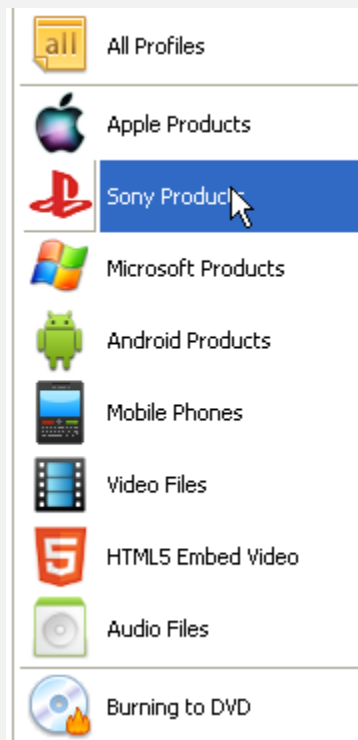 all
All Profiles
Apple Products
Sony Products
Microsoft Products
Android Products
Mobile Phones
Video Files
5
HTML5 Embed Video
Audio Files
Burning to DVD